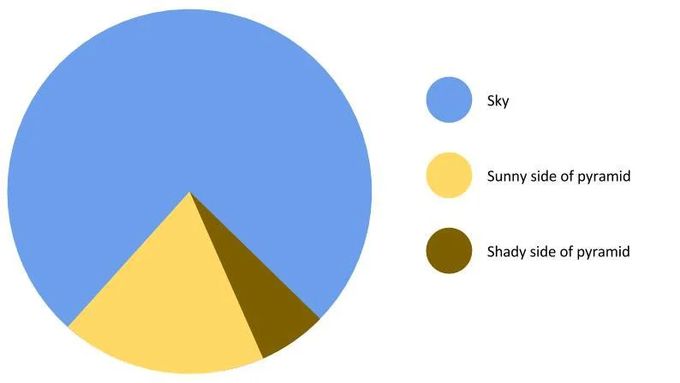 Sky
Sunny side of pyramid
Shady side of pyramid